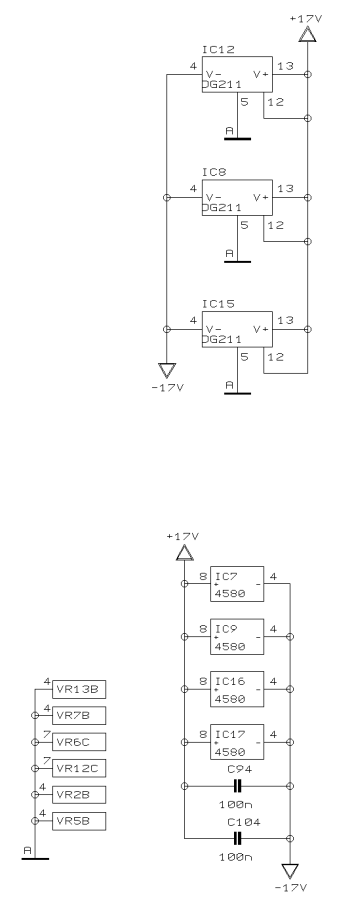 +17V
IC12
4 V- V+ 13
DG211
5 12
A
IC8
4 V- V+ 13
DG211
5 12
A
IC15
4 V- V+ 13
DG211
5 12
A
-17V
+17V
8 IC7 4
+ -
4580
8 IC9 4
+ -
4580
8 IC16 4
+ -
4580
8 IC17 4
+ -
4580
C94
100n
C104
100n
-17V
4 VR13B
4 VR7B
7 VR6C
7 VR12C
4 VR2B
4 VR5B
A